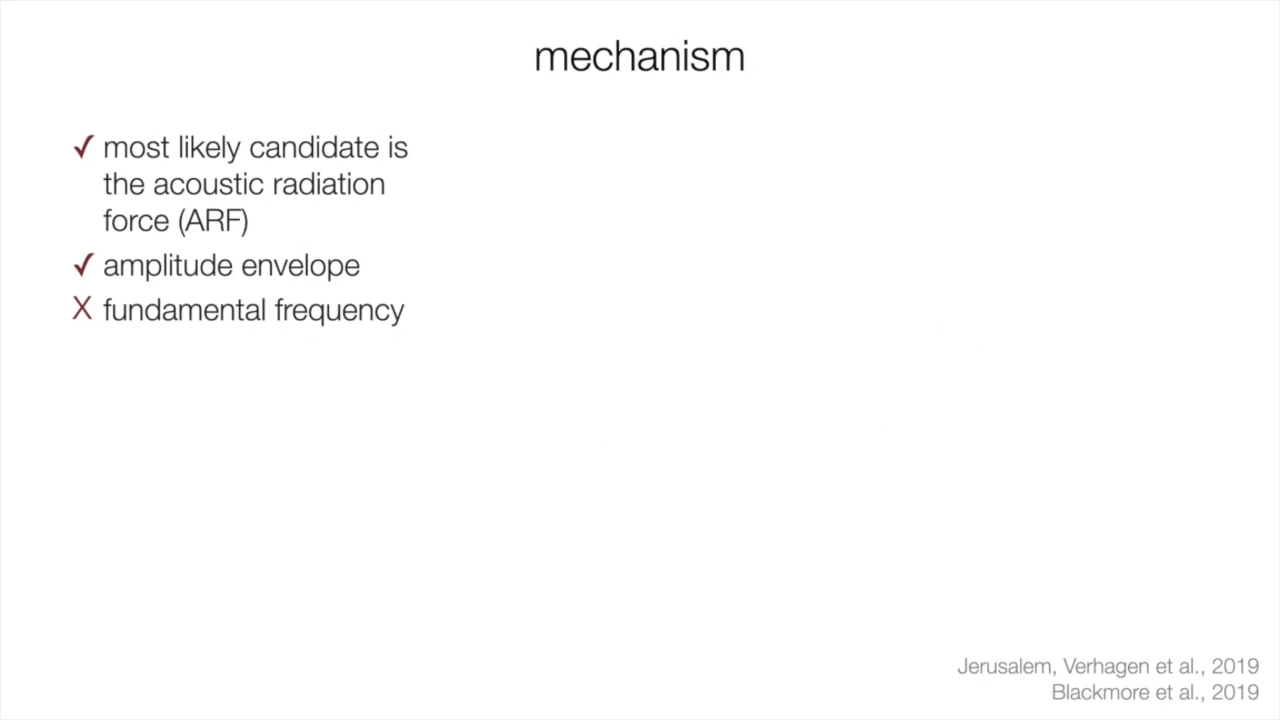 mechanism
✓ most likely candidate is
the acoustic radiation
force (ARF)
✓ amplitude envelope
X fundamental frequency
Jerusalem, Verhagen et al., 2019
Blackmore et al., 2019